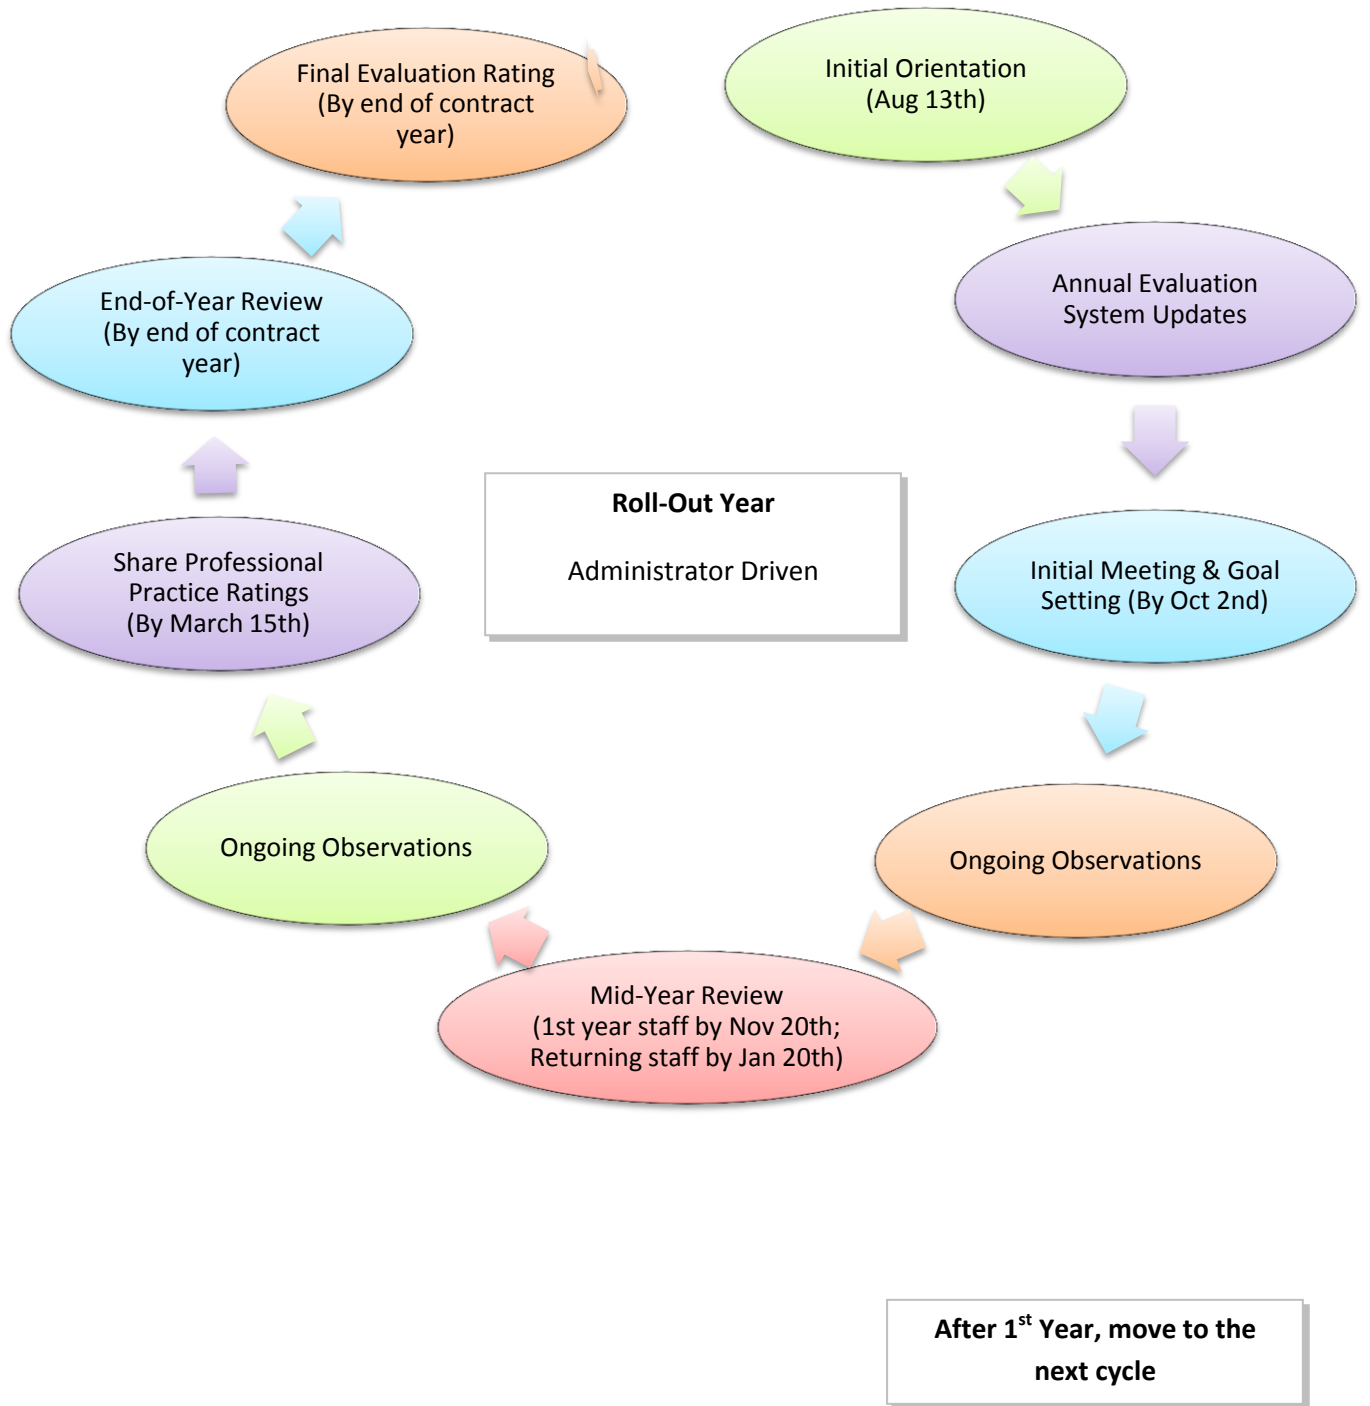 Final Evaluation Rating
(By end of contract
year)
Initial Orientation
(Aug 13th)
Annual Evaluation
System Updates
Initial Meeting & Goal
Setting (By Oct 2nd)
Ongoing Observations
Mid-Year Review
(1st year staff by Nov 20th;
Returning staff by Jan 20th)
Ongoing Observations
Share Professional
Practice Ratings
(By March 15th)
End-of-Year Review
(By end of contract
year)
Roll-Out Year
Administrator Driven
After 1st Year, move to the
next cycle